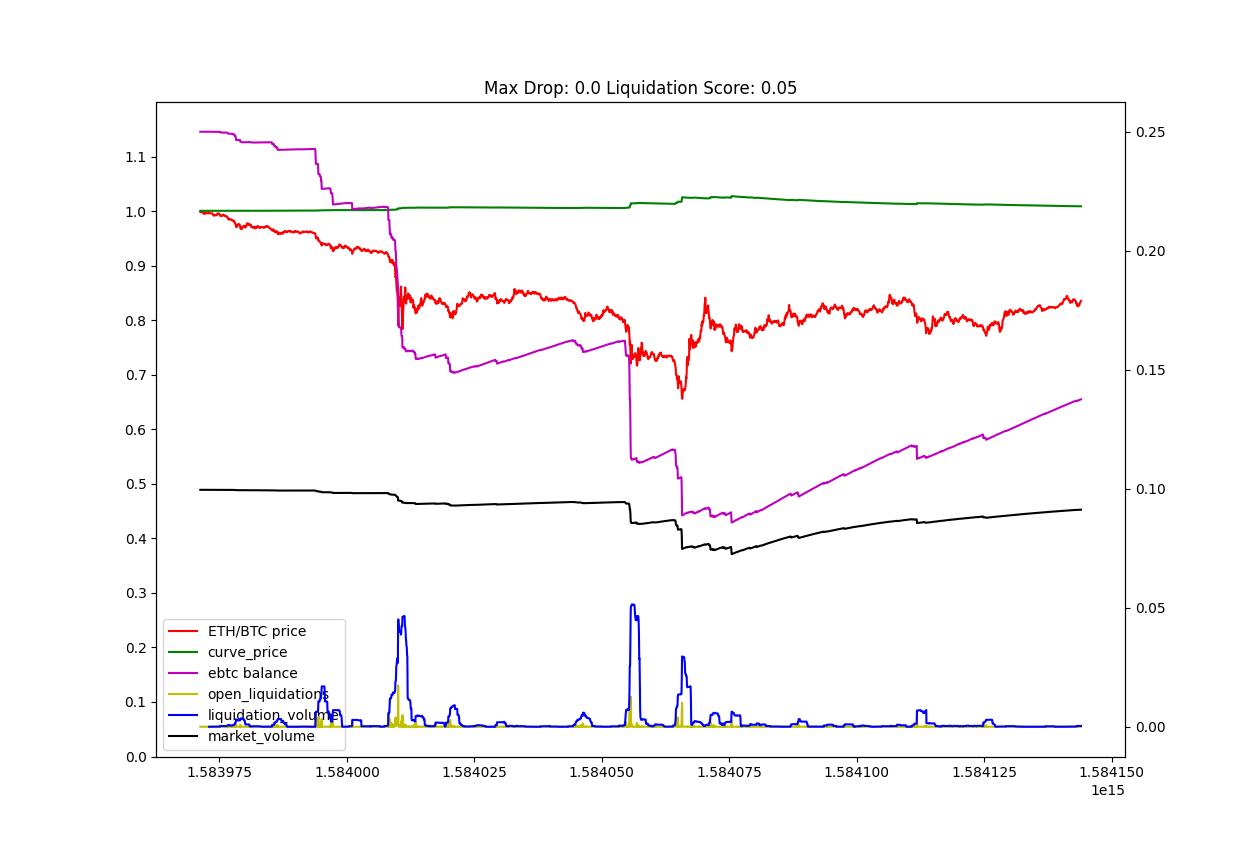 Max Drop: 0.0 Liquidation Score: 0.05
1.1
1.0
0.9
0.8
0.7
0.6
0.5
0.4
0.3
0.2
0.1
0.0
0.25
0.20
0.15
0.10
0.05
0.00
ETH/BTC price
curve_price
ebtc balance
open_liquidations
liquidation_volume
market_volume
1.583975 1.584000 1.584025 1.584050 1.584075 1.584100 1.584125 1.584150
1e15